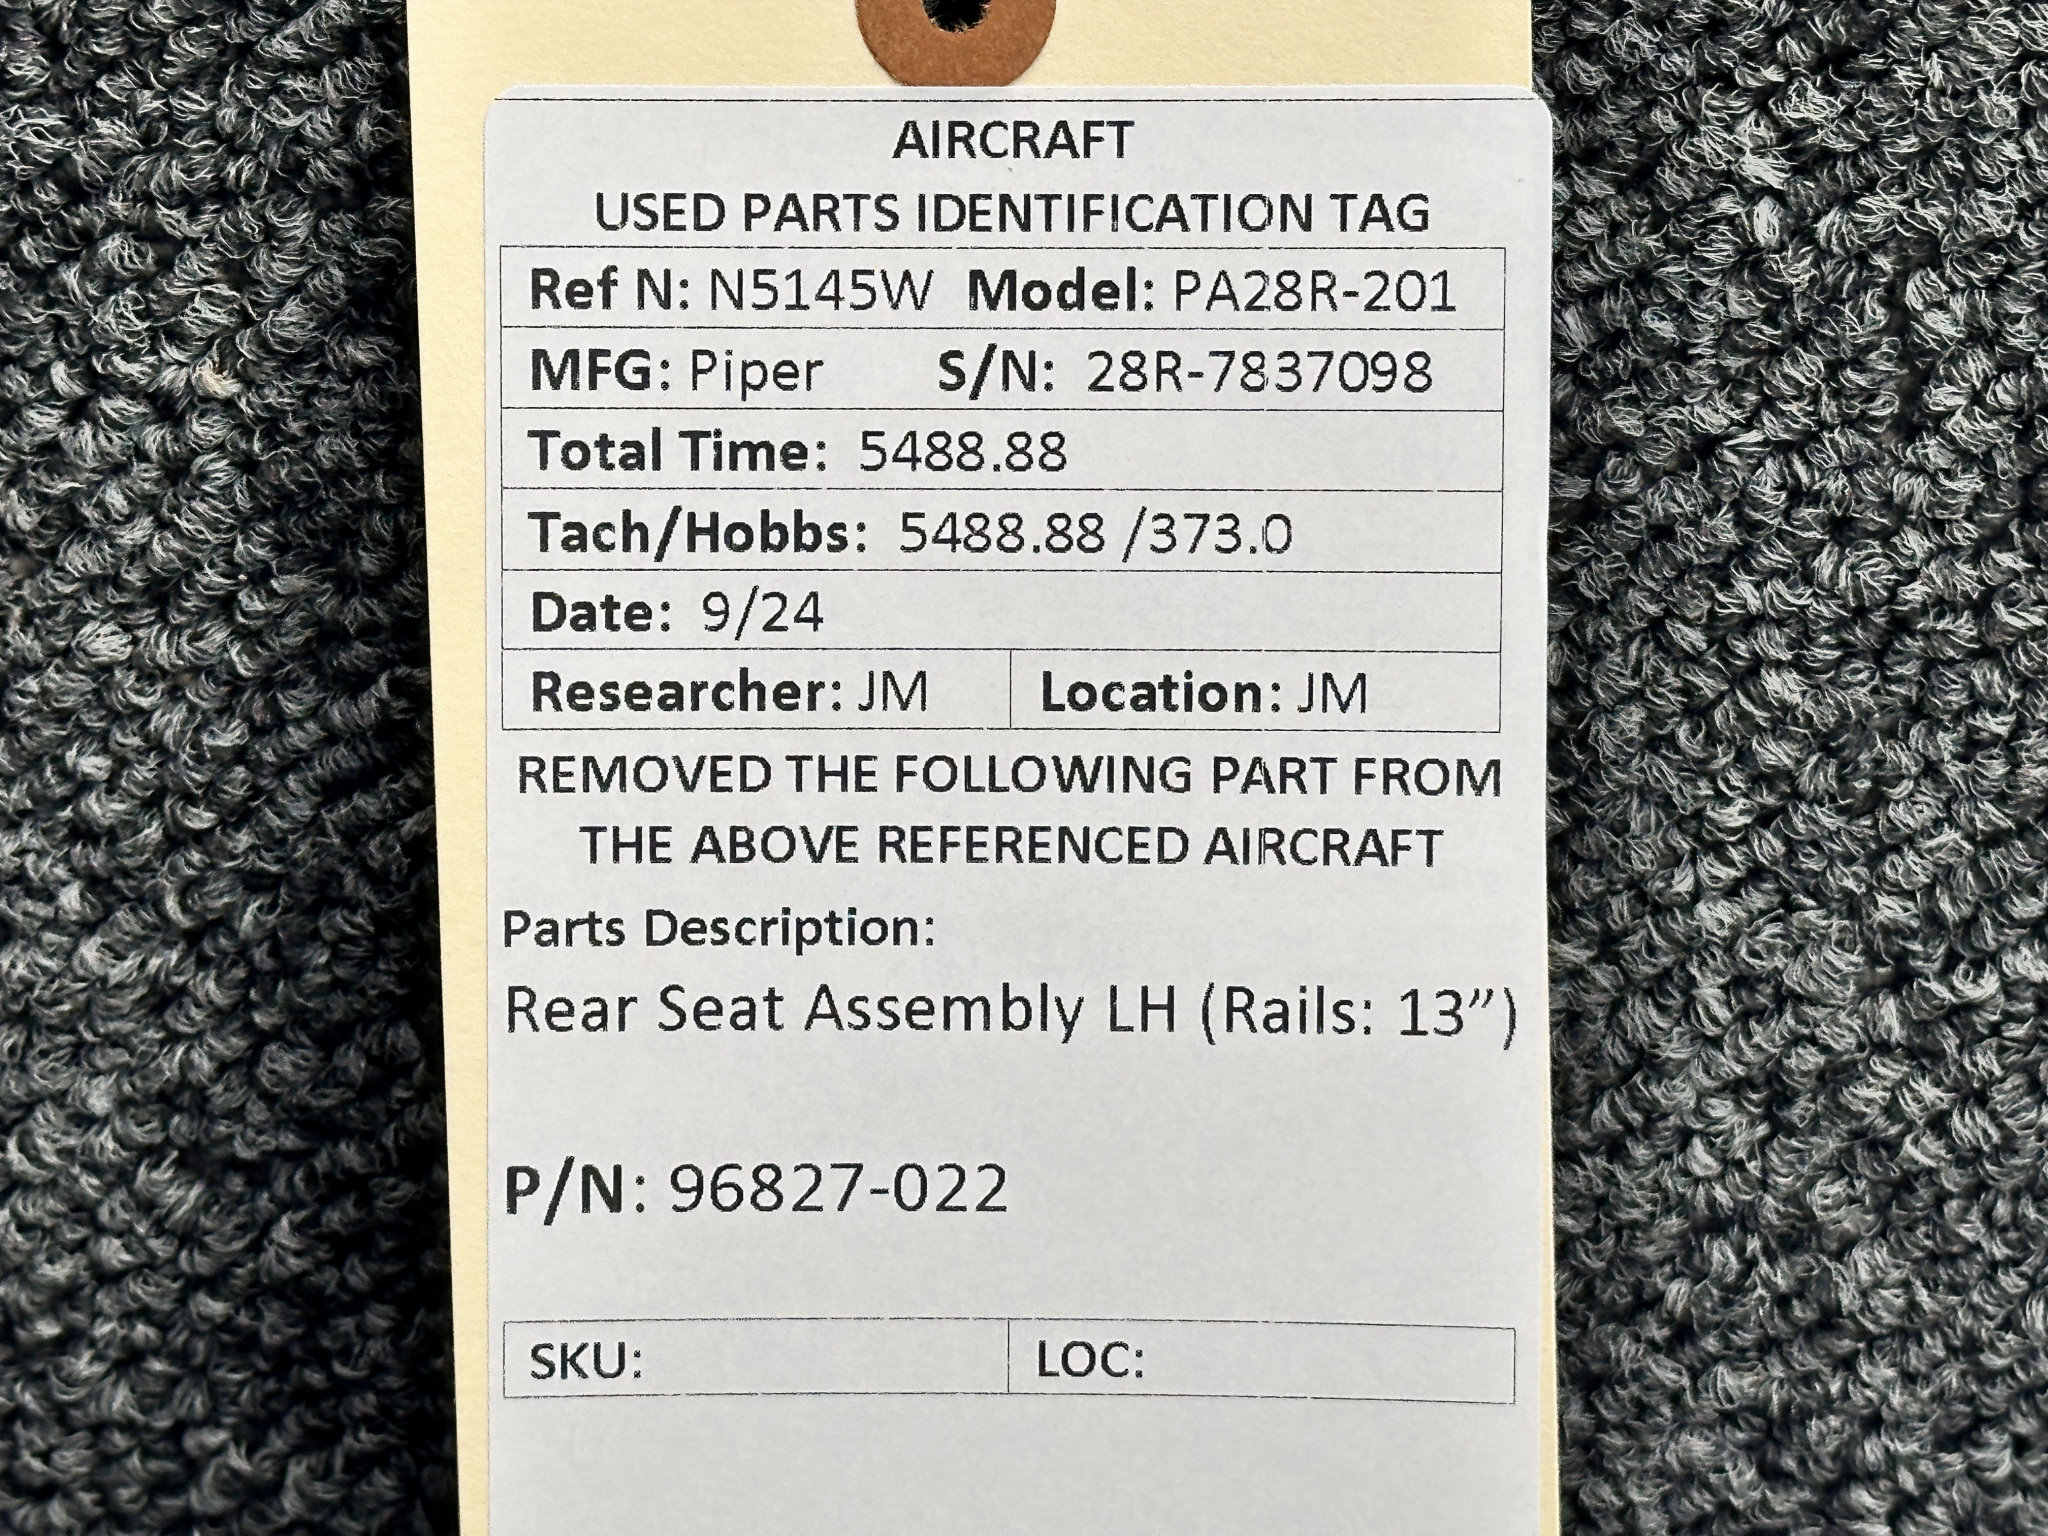 AIRCRAFT
USED PARTS IDENTIFICATION TAG
Ref N: N5145W Model: PA28R-201
MFG: Piper S/N: 28R-7837098
Total Time: 5488.88
Tach/Hobbs: 5488.88 /373.0
Date: 9/24
Researcher: JM Location: JM
REMOVED THE FOLLOWING PART FROM
THE ABOVE REFERENCED AIRCRAFT
Parts Description:
Rear Seat Assembly LH (Rails: 13”)
P/N: 96827-022
SKU: LOC: